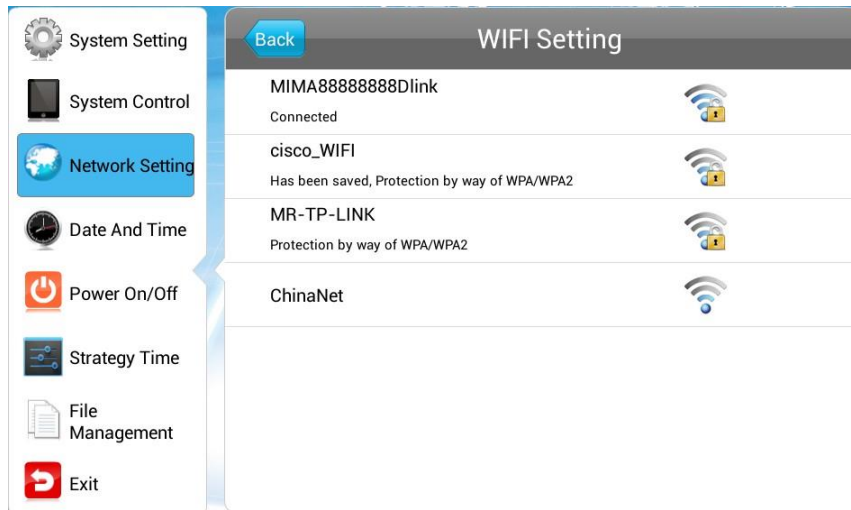 System Setting
System Control
Network Setting
Date And Time
Power On/Off
Strategy Time
File
Management
Exit
Back
WIFI Setting
MIMA88888888Dlink
Connected
cisco_WIFI
Has been saved, Protection by way of WPA/WPA2
MR-TP-LINK
Protection by way of WPA/WPA2
ChinaNet